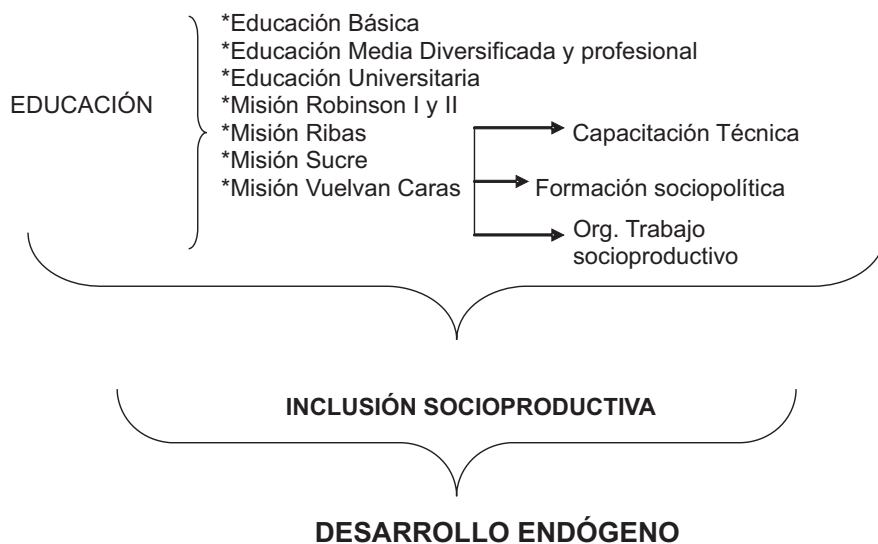 *Educación Básica
*Educación Media Diversificada y profesional
*Educación Universitaria
*Misión Robinson I y II
EDUCACIÓN
*Misión Ribas
*Misión Sucre
*Misión Vuelvan Caras
Capacitación Técnica
Formación sociopolítica
Org. Trabajo
socioproductivo
INCLUSIÓN SOCIOPRODUCTIVA
DESARROLLO ENDÓGENO